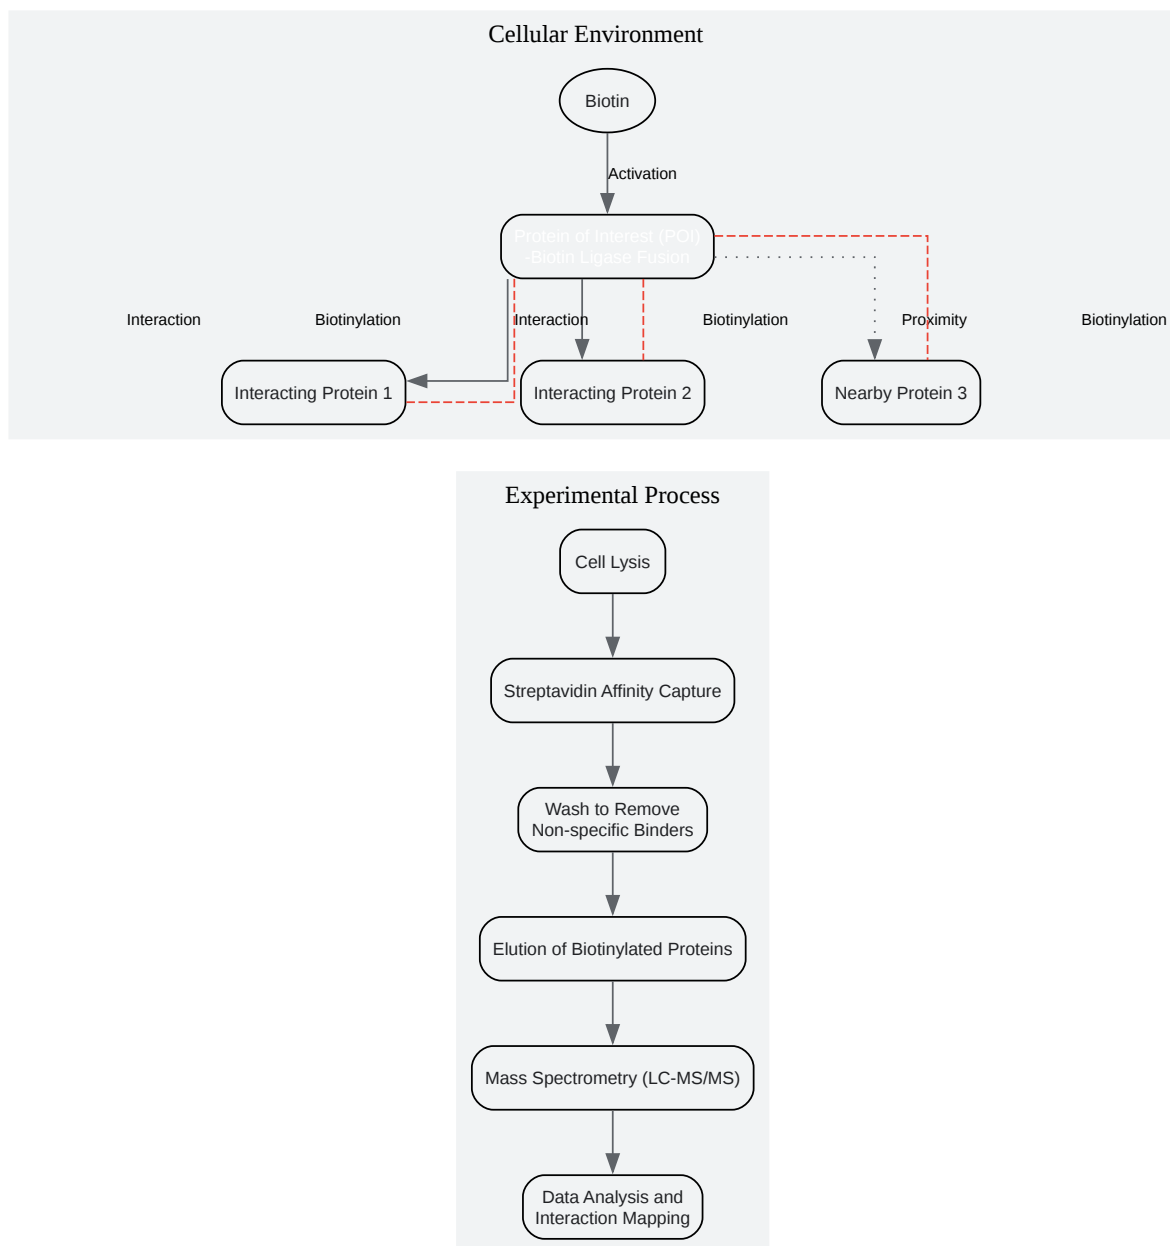 Cellular Environment
Biotin
Activation
Protein of Interest (POI)
-Biotin Ligase Fusion
Interaction
Biotinylation
Interaction
Biotinylation
Proximity
Biotinylation
Interacting Protein 1
Interacting Protein 2
Nearby Protein 3
Experimental Process
Cell Lysis
Streptavidin Affinity Capture
Wash to Remove
Non-specific Binders
Elution of Biotinylated Proteins
Mass Spectrometry (LC-MS/MS)
Data Analysis and
Interaction Mapping